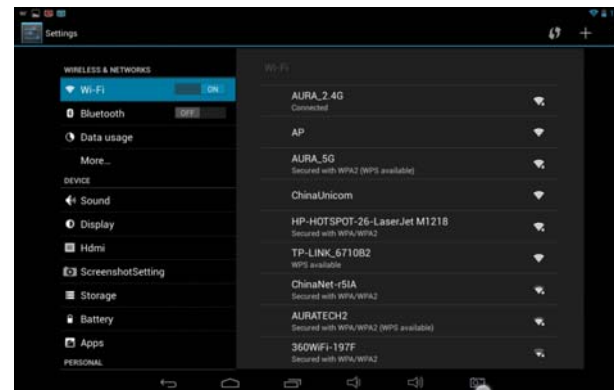 Settings
WIRELESS & NETWORKS
Wi-Fi
ON
Bluetooth
OFF
Data usage
More...
DEVICE
Sound
Display
Hdmi
ScreenshotSetting
Storage
Battery
Apps
PERSONAL
Wi-Fi
AURA_2.4G
Connected
AP
AURA_5G
Secured with WPA2 (WPS available)
ChinaUnicom
HP-HOTSPOT-26-LaserJet M1218
Secured with WPA/WPA2
TP-LINK_6710B2
WPS available
ChinaNet-r5IA
Secured with WPA/WPA2
AURATECH2
Secured with WPA/WPA2 (WPS available)
360WiFi-197F
Secured with WPA/WPA2